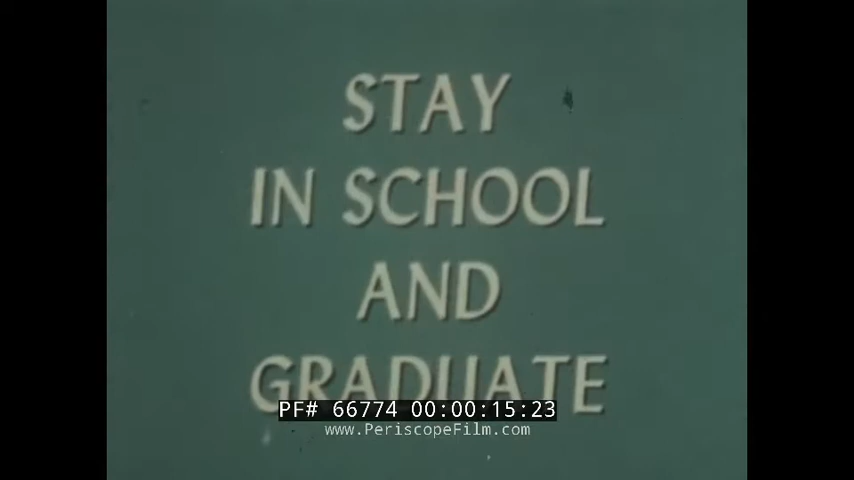 STAY
IN SCHOOL
AND
GRADUATE
PF# 66774 00:00:15:23
www.PeriscopeFilm.com